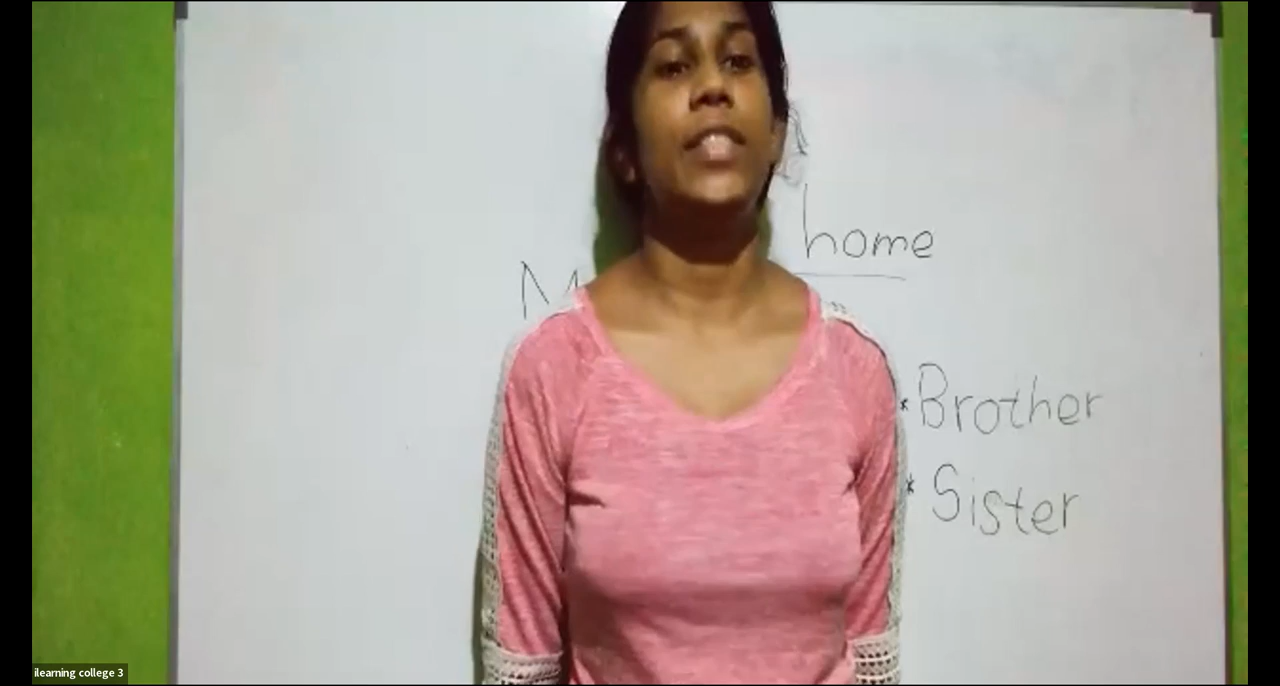 home
M
* Brother
* Sister
ilearning college 3